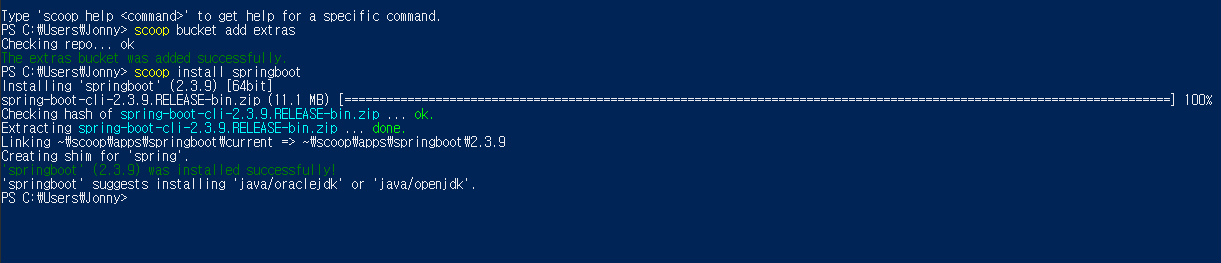 Type 'scoop help <command>' to get help for a specific command.
PS C:₩Users₩Jonny> scoop bucket add extras
Checking repo... ok
The extras bucket was added successfully.
PS C:₩Users₩Jonny> scoop install springboot
Installing 'springboot' (2.3.9) [64bit]
spring-boot-cli-2.3.9.RELEASE-bin.zip (11.1 MB) [=====================================================================================================================] 100%
Checking hash of spring-boot-cli-2.3.9.RELEASE-bin.zip ... ok.
Extracting spring-boot-cli-2.3.9.RELEASE-bin.zip ... done.
Linking ~₩scoop₩apps₩springboot₩current => ~₩scoop₩apps₩springboot₩2.3.9
Creating shim for 'spring'.
'springboot' (2.3.9) was installed successfully!
'springboot' suggests installing 'java/oraclejdk' or 'java/openjdk'.
PS C:₩Users₩Jonny>